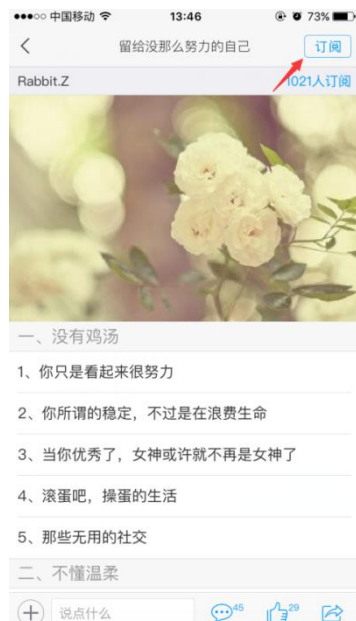 中国移动 13:46 73%
留给没那么努力的自己 订阅
Rabbit.Z 1021人订阅
一、没有鸡汤
1、你只是看起来很努力
2、你所谓的稳定，不过是在浪费生命
3、当你优秀了，女神或许就不再是女神了
4、滚蛋吧，操蛋的生活
5、那些无用的社交
二、不懂温柔
说点什么 45 29